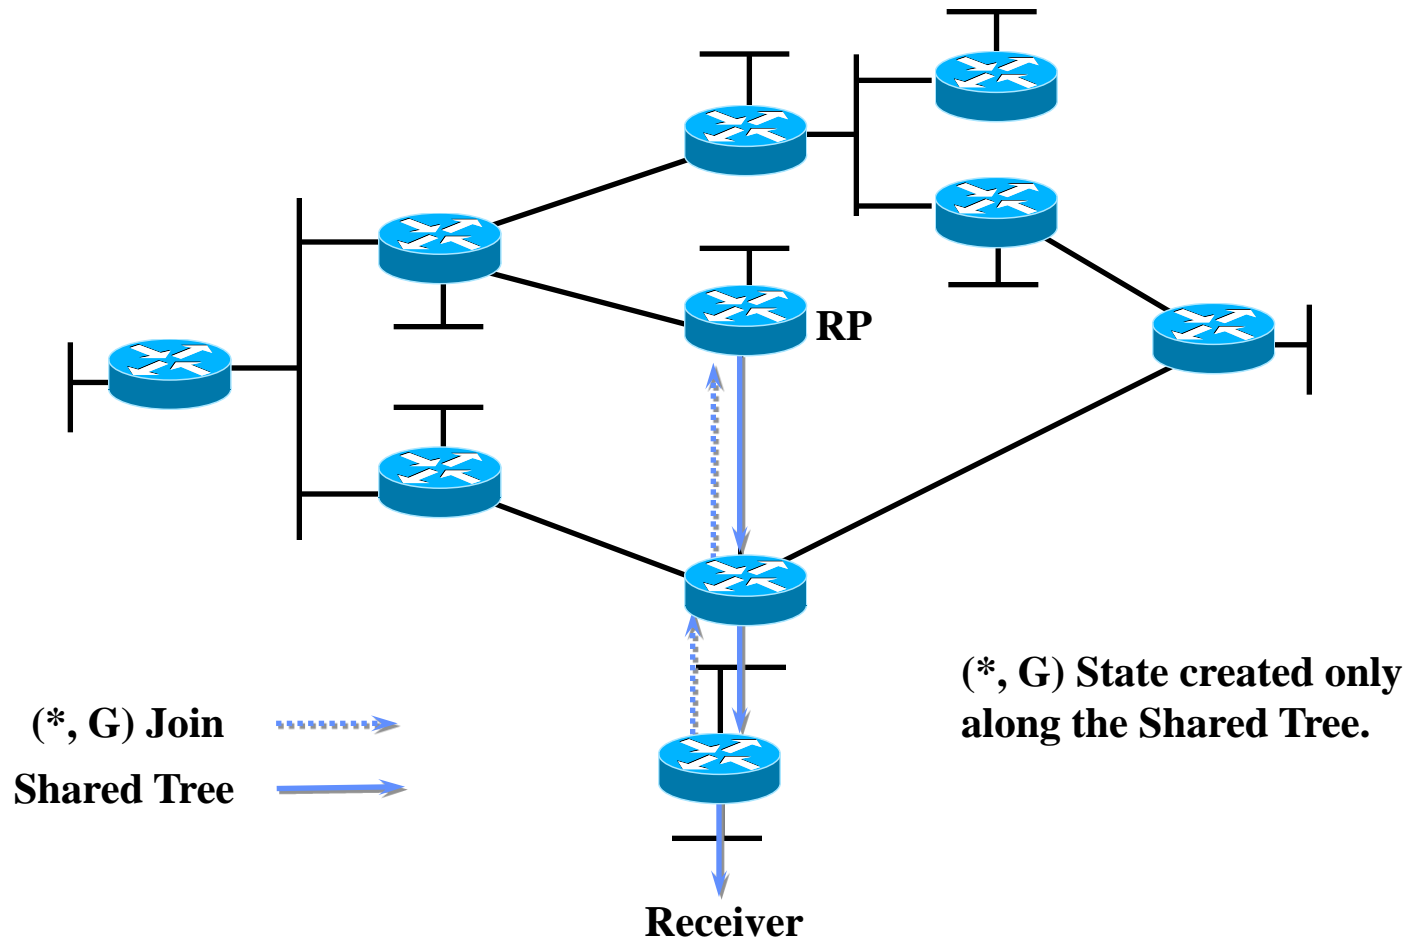 RP
(*, G) State created only
along the Shared Tree.
(*, G) Join
Shared Tree
Receiver